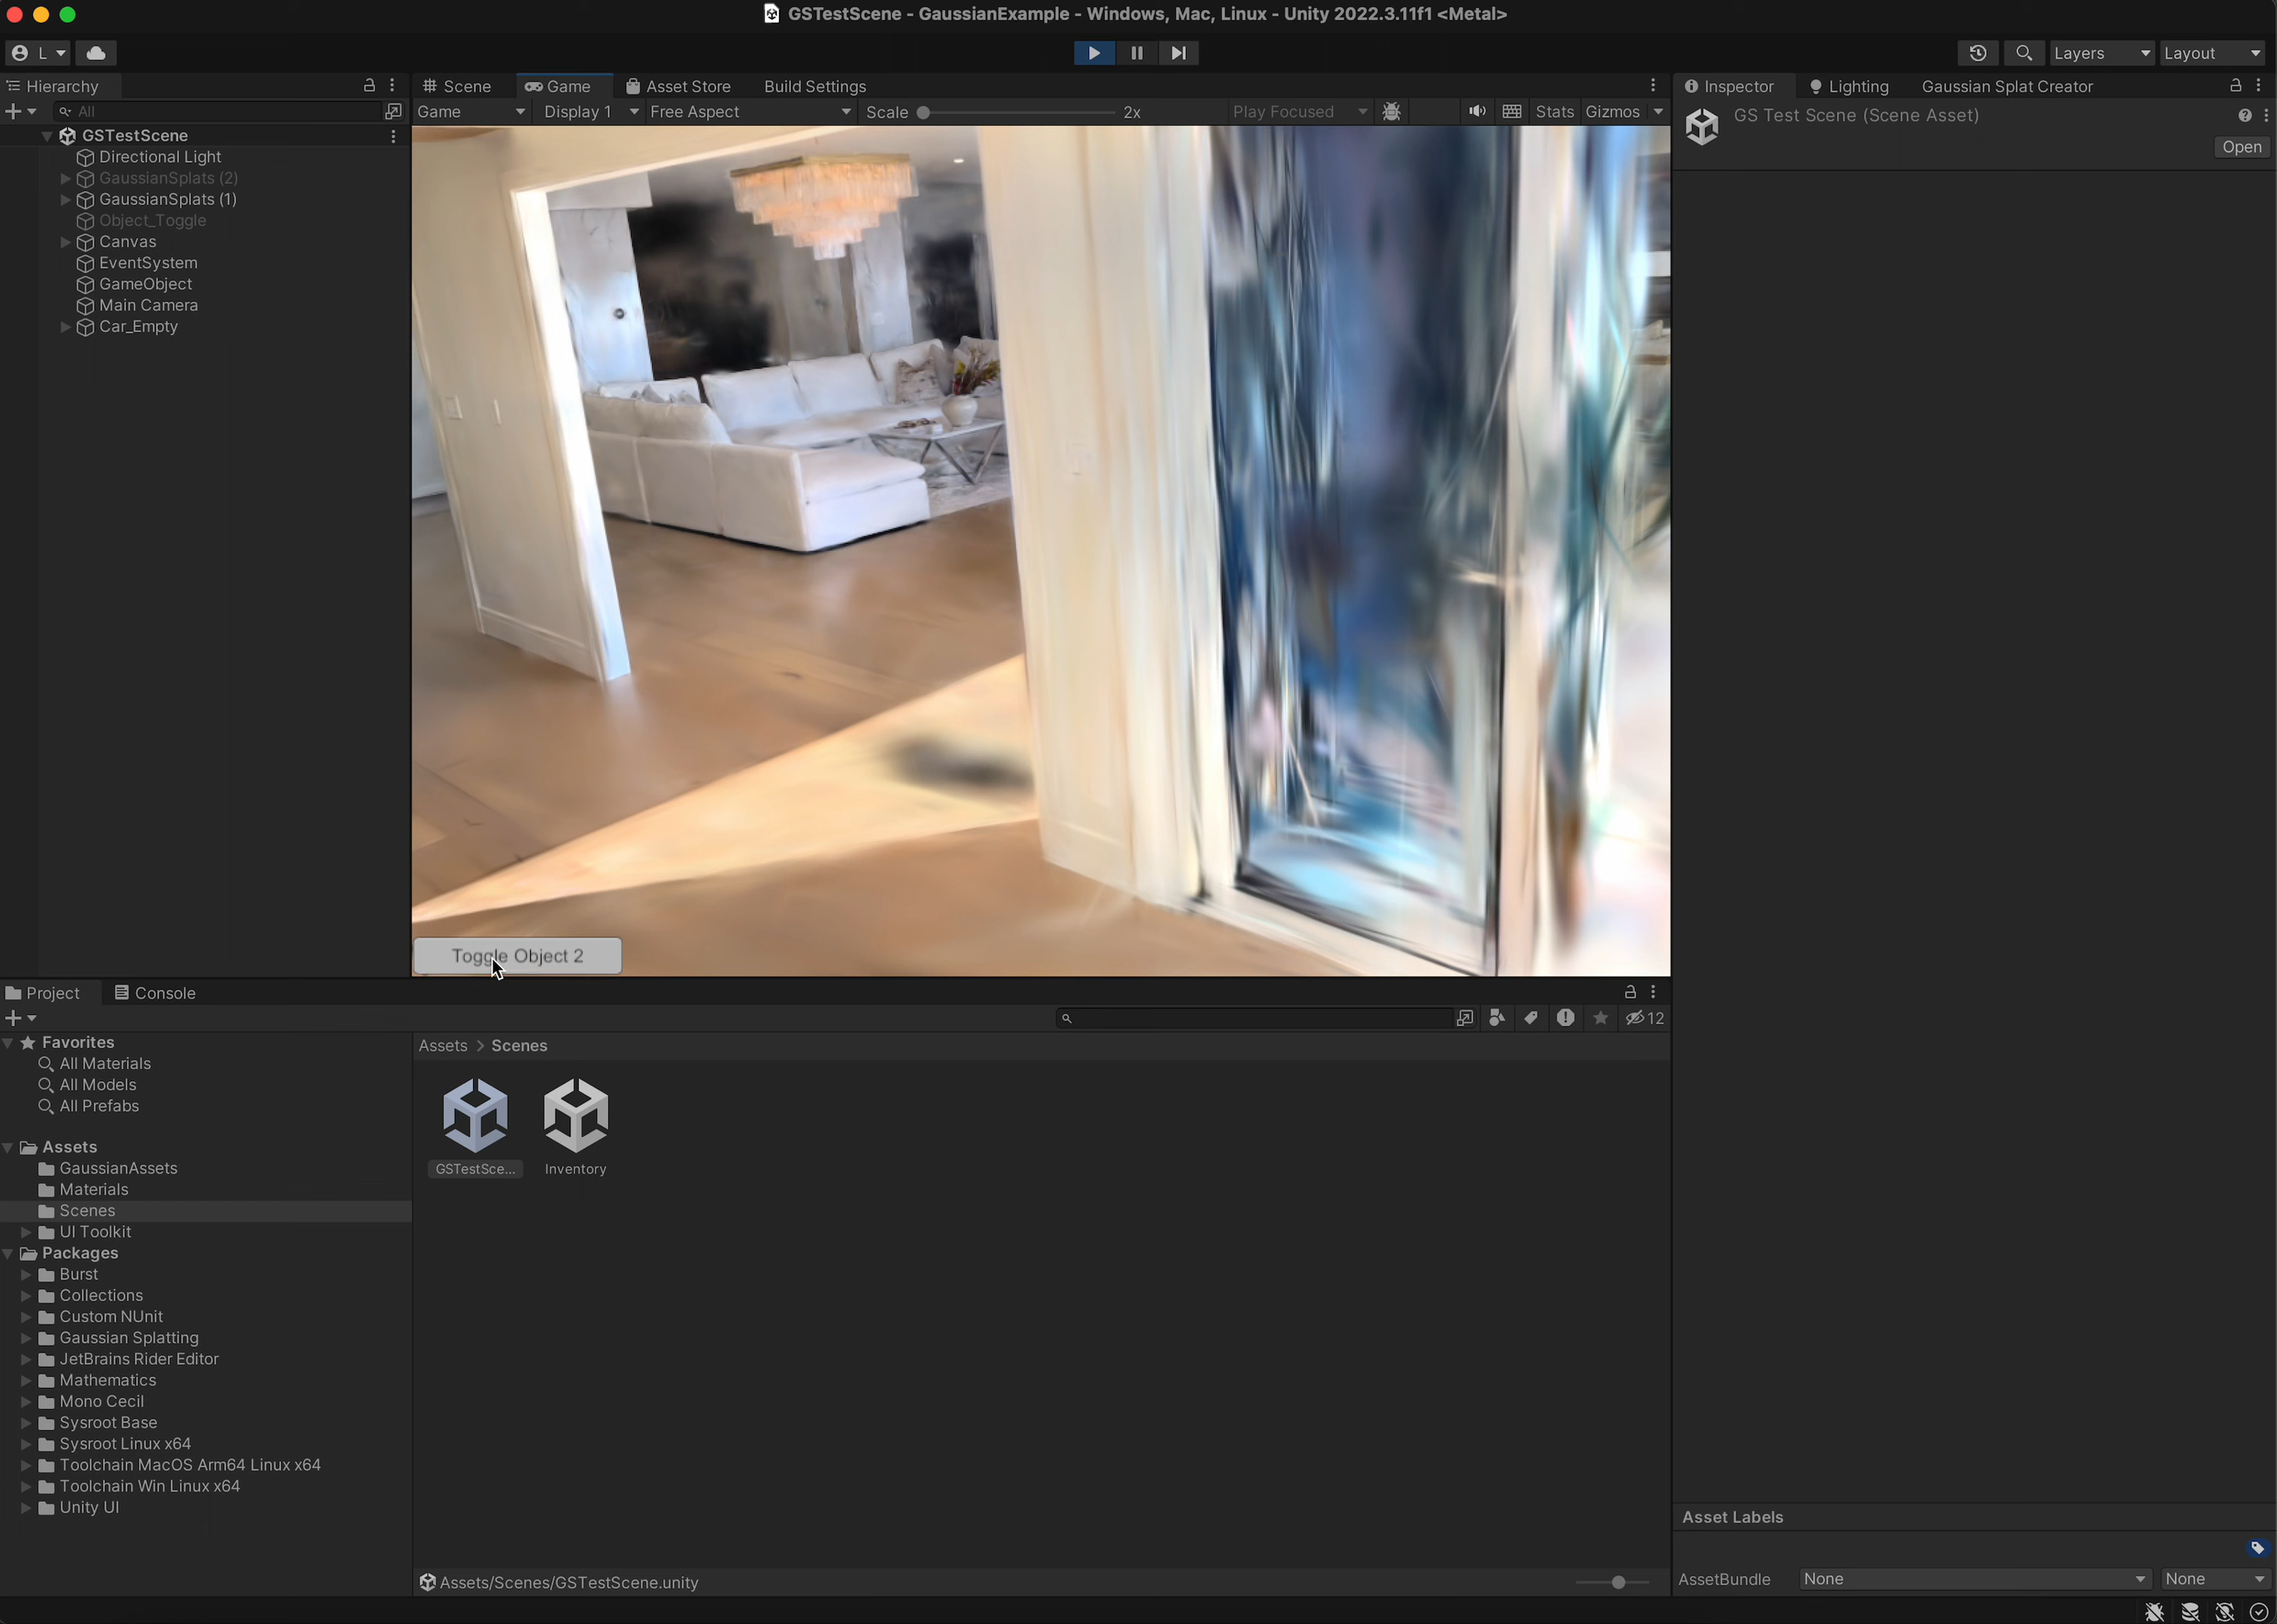 GSTestScene - GaussianExample - Windows, Mac, Linux - Unity 2022.3.11f1 <Metal>
L
Layers
Layout
Hierarchy
All
GSTestScene
Directional Light
GaussianSplats (2)
GaussianSplats (1)
Object_Toggle
Canvas
EventSystem
GameObject
Main Camera
Car_Empty
Scene
Game
Asset Store
Build Settings
Game
Display 1
Free Aspect
Scale
2x
Play Focused
Stats
Gizmos
Toggle Object 2
Inspector
Lighting
Gaussian Splat Creator
GS Test Scene (Scene Asset)
Open
Project
Console
12
Favorites
All Materials
All Models
All Prefabs
Assets
GaussianAssets
Materials
Scenes
UI Toolkit
Packages
Burst
Collections
Custom NUnit
Gaussian Splatting
JetBrains Rider Editor
Mathematics
Mono Cecil
Sysroot Base
Sysroot Linux x64
Toolchain MacOS Arm64 Linux x64
Toolchain Win Linux x64
Unity UI
Assets > Scenes
GSTestSce...
Inventory
Assets/Scenes/GSTestScene.unity
Asset Labels
AssetBundle
None
None